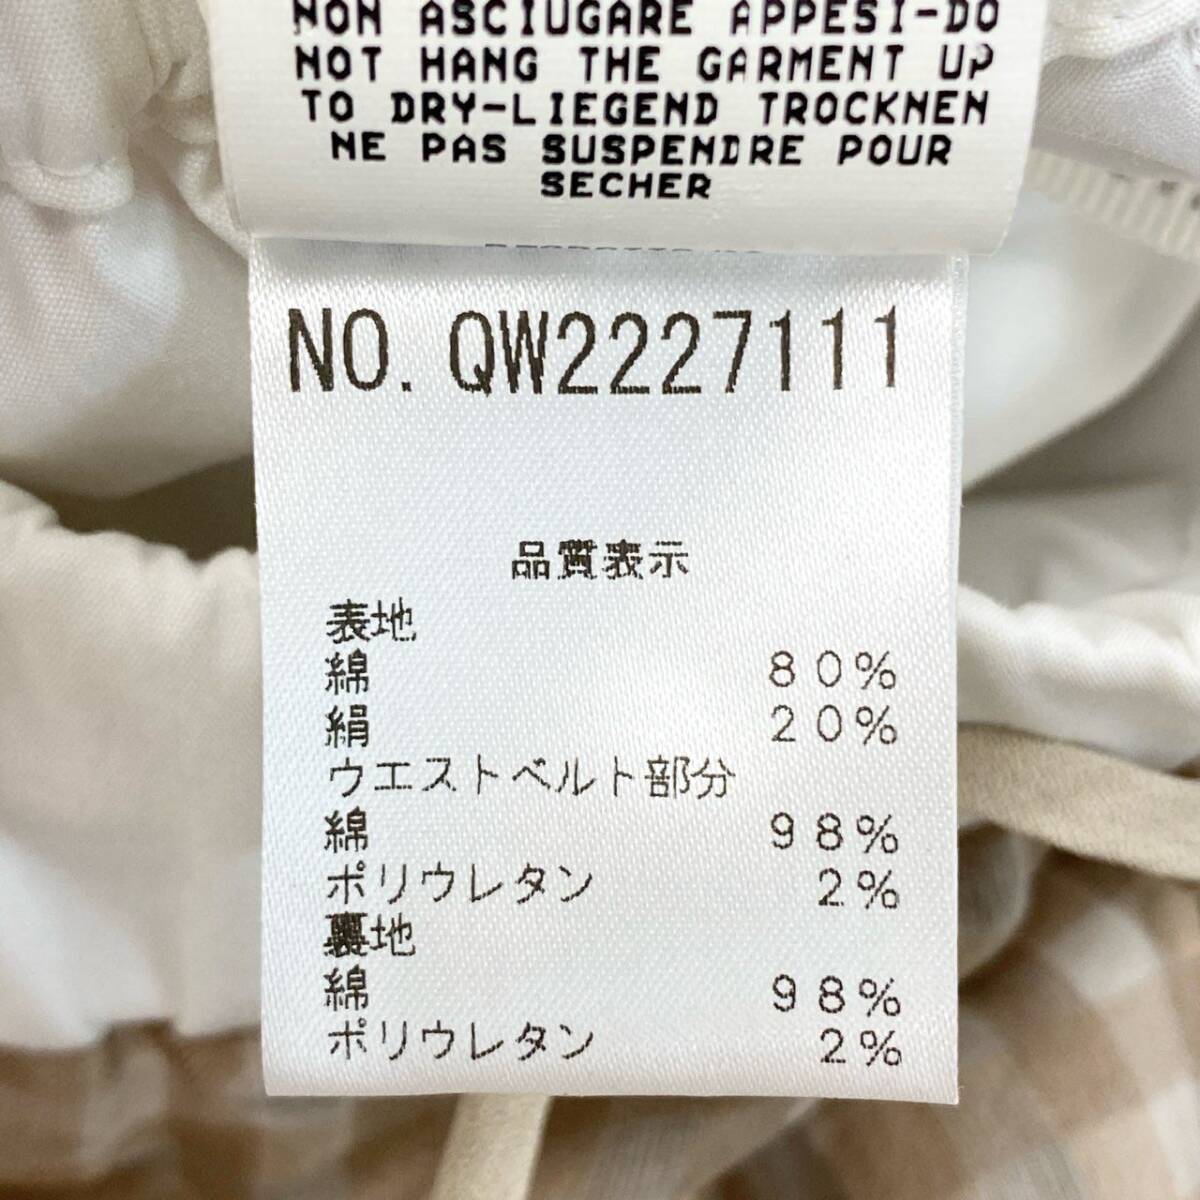 NON ASCIUGARE APPESI-DO
NOT HANG THE GARMENT UP
TO DRY-LIEGEND TROCKNEN
NE PAS SUSPENDRE POUR
SECHER
NO. QW2227111
品質表示
表地
綿 80%
絹 20%
ウエストベルト部分
綿 98%
ポリウレタン 2%
裏地
綿 98%
ポリウレタン 2%